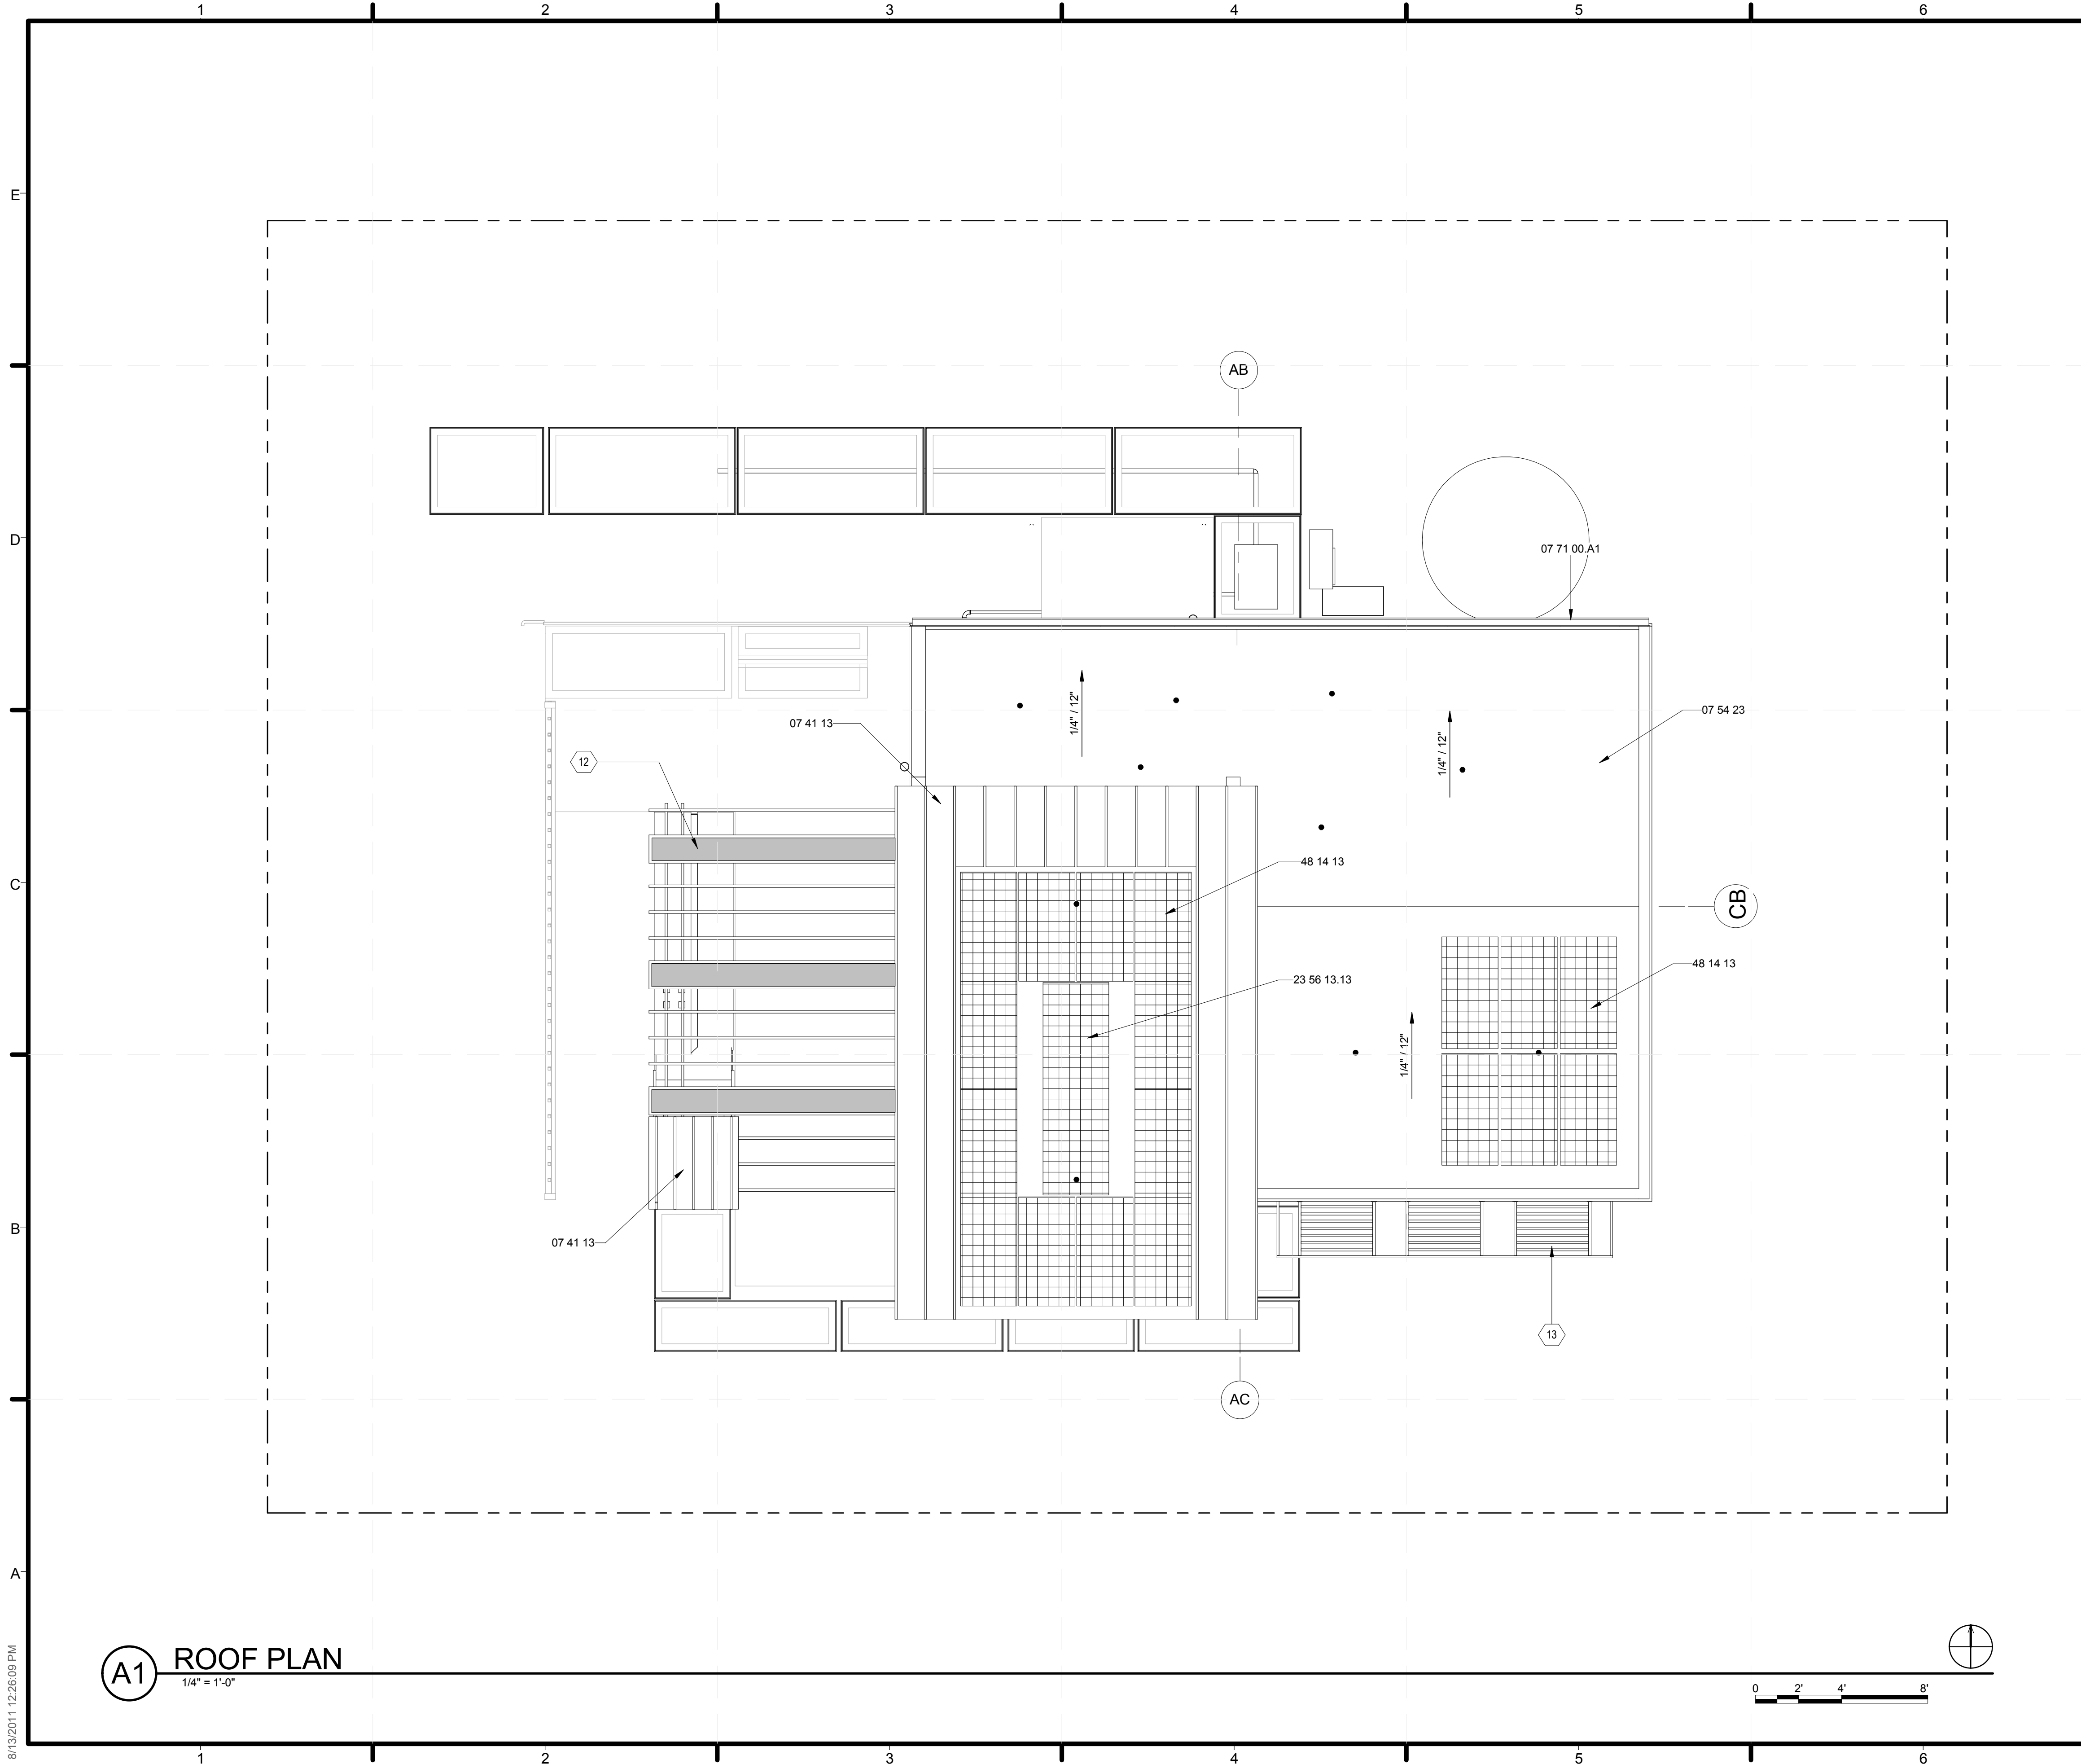 1 2 3 4 5 6
E
AB
D
07 71 00.A1
1/4" / 12"
07 41 13
07 54 23
1/4" / 12"
12
48 14 13
C
CB
48 14 13
23 56 13.13
1/4" / 12"
B
07 41 13
13
AC
A
A1 ROOF PLAN
1/4" = 1'-0"
0 2' 4' 8'
8/13/2011 12:26:09 PM
1 2 3 4 5 6